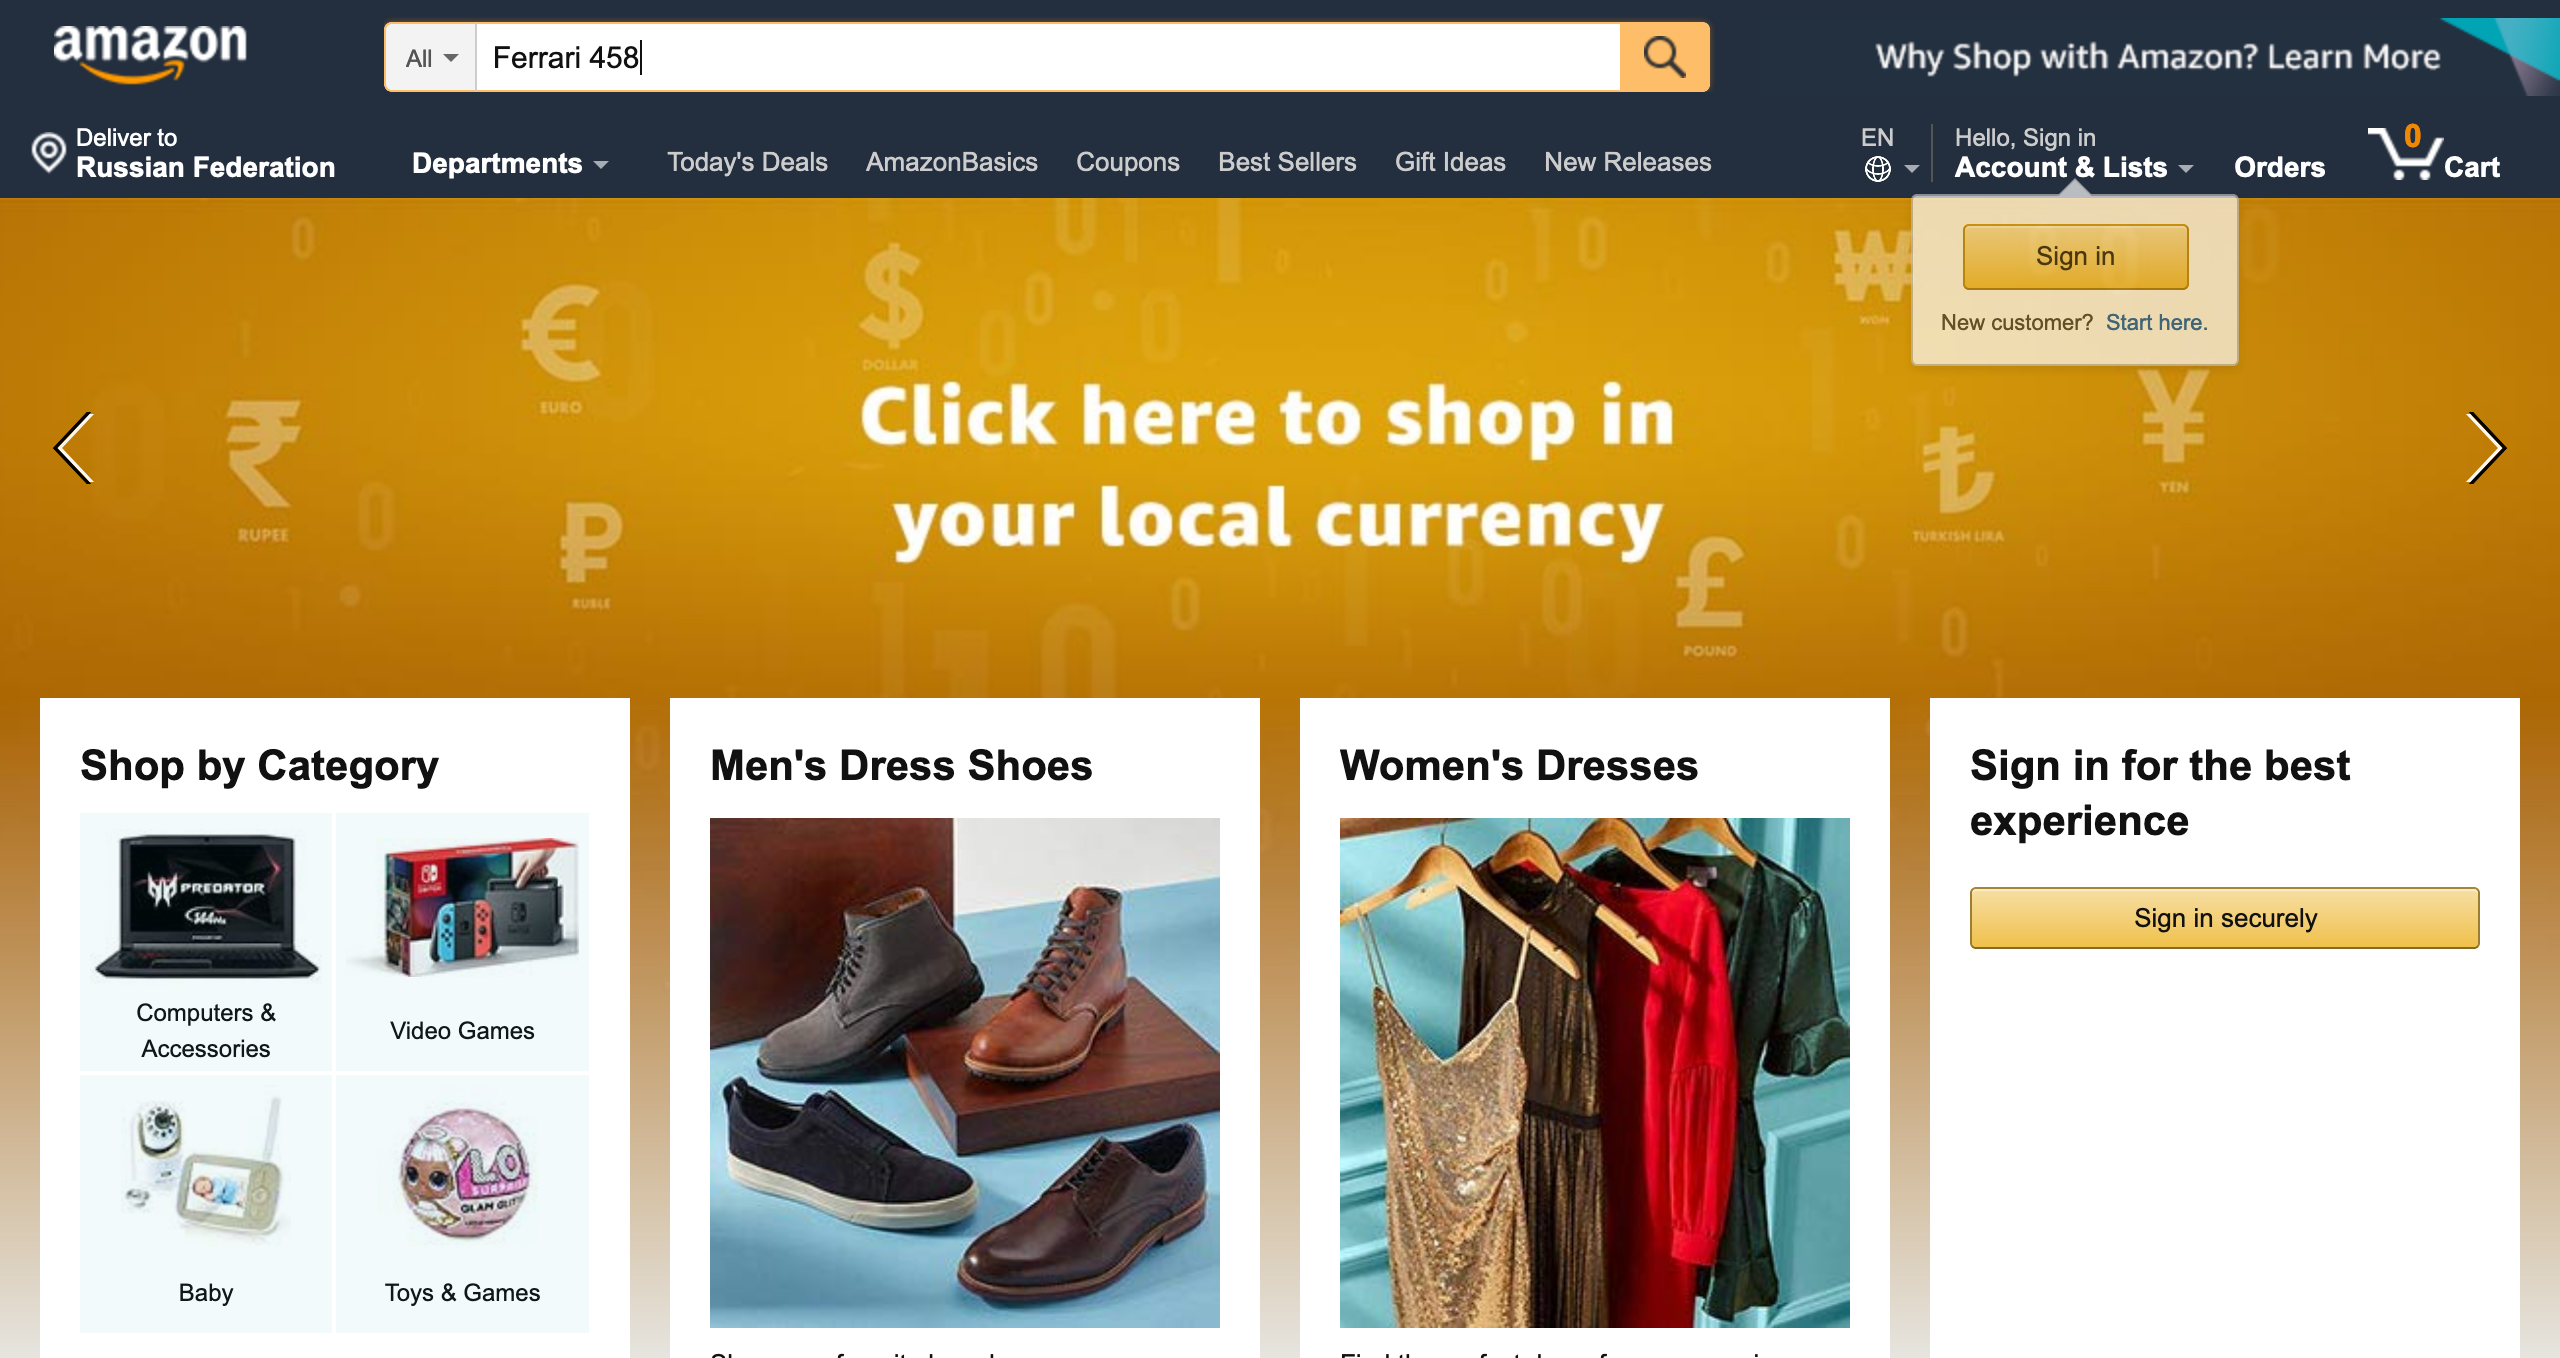 amazon
All
Ferrari 458
Why Shop with Amazon? Learn More
Deliver to
Russian Federation
Departments
Today's Deals
AmazonBasics
Coupons
Best Sellers
Gift Ideas
New Releases
EN
Hello, Sign in
Account & Lists
Orders
0
Cart
Sign in
New customer? Start here.
€
EURO
$
DOLLAR
₩
WON
₹
RUPEE
₽
RUBLE
Click here to shop in
your local currency
£
POUND
₺
TURKISH LIRA
¥
YEN
Shop by Category
PREDATOR
Computers &
Accessories
Video Games
Baby
L.O.
SURPRISE
GLAM GLIT
Toys & Games
Men's Dress Shoes
Women's Dresses
Sign in for the best
experience
Sign in securely